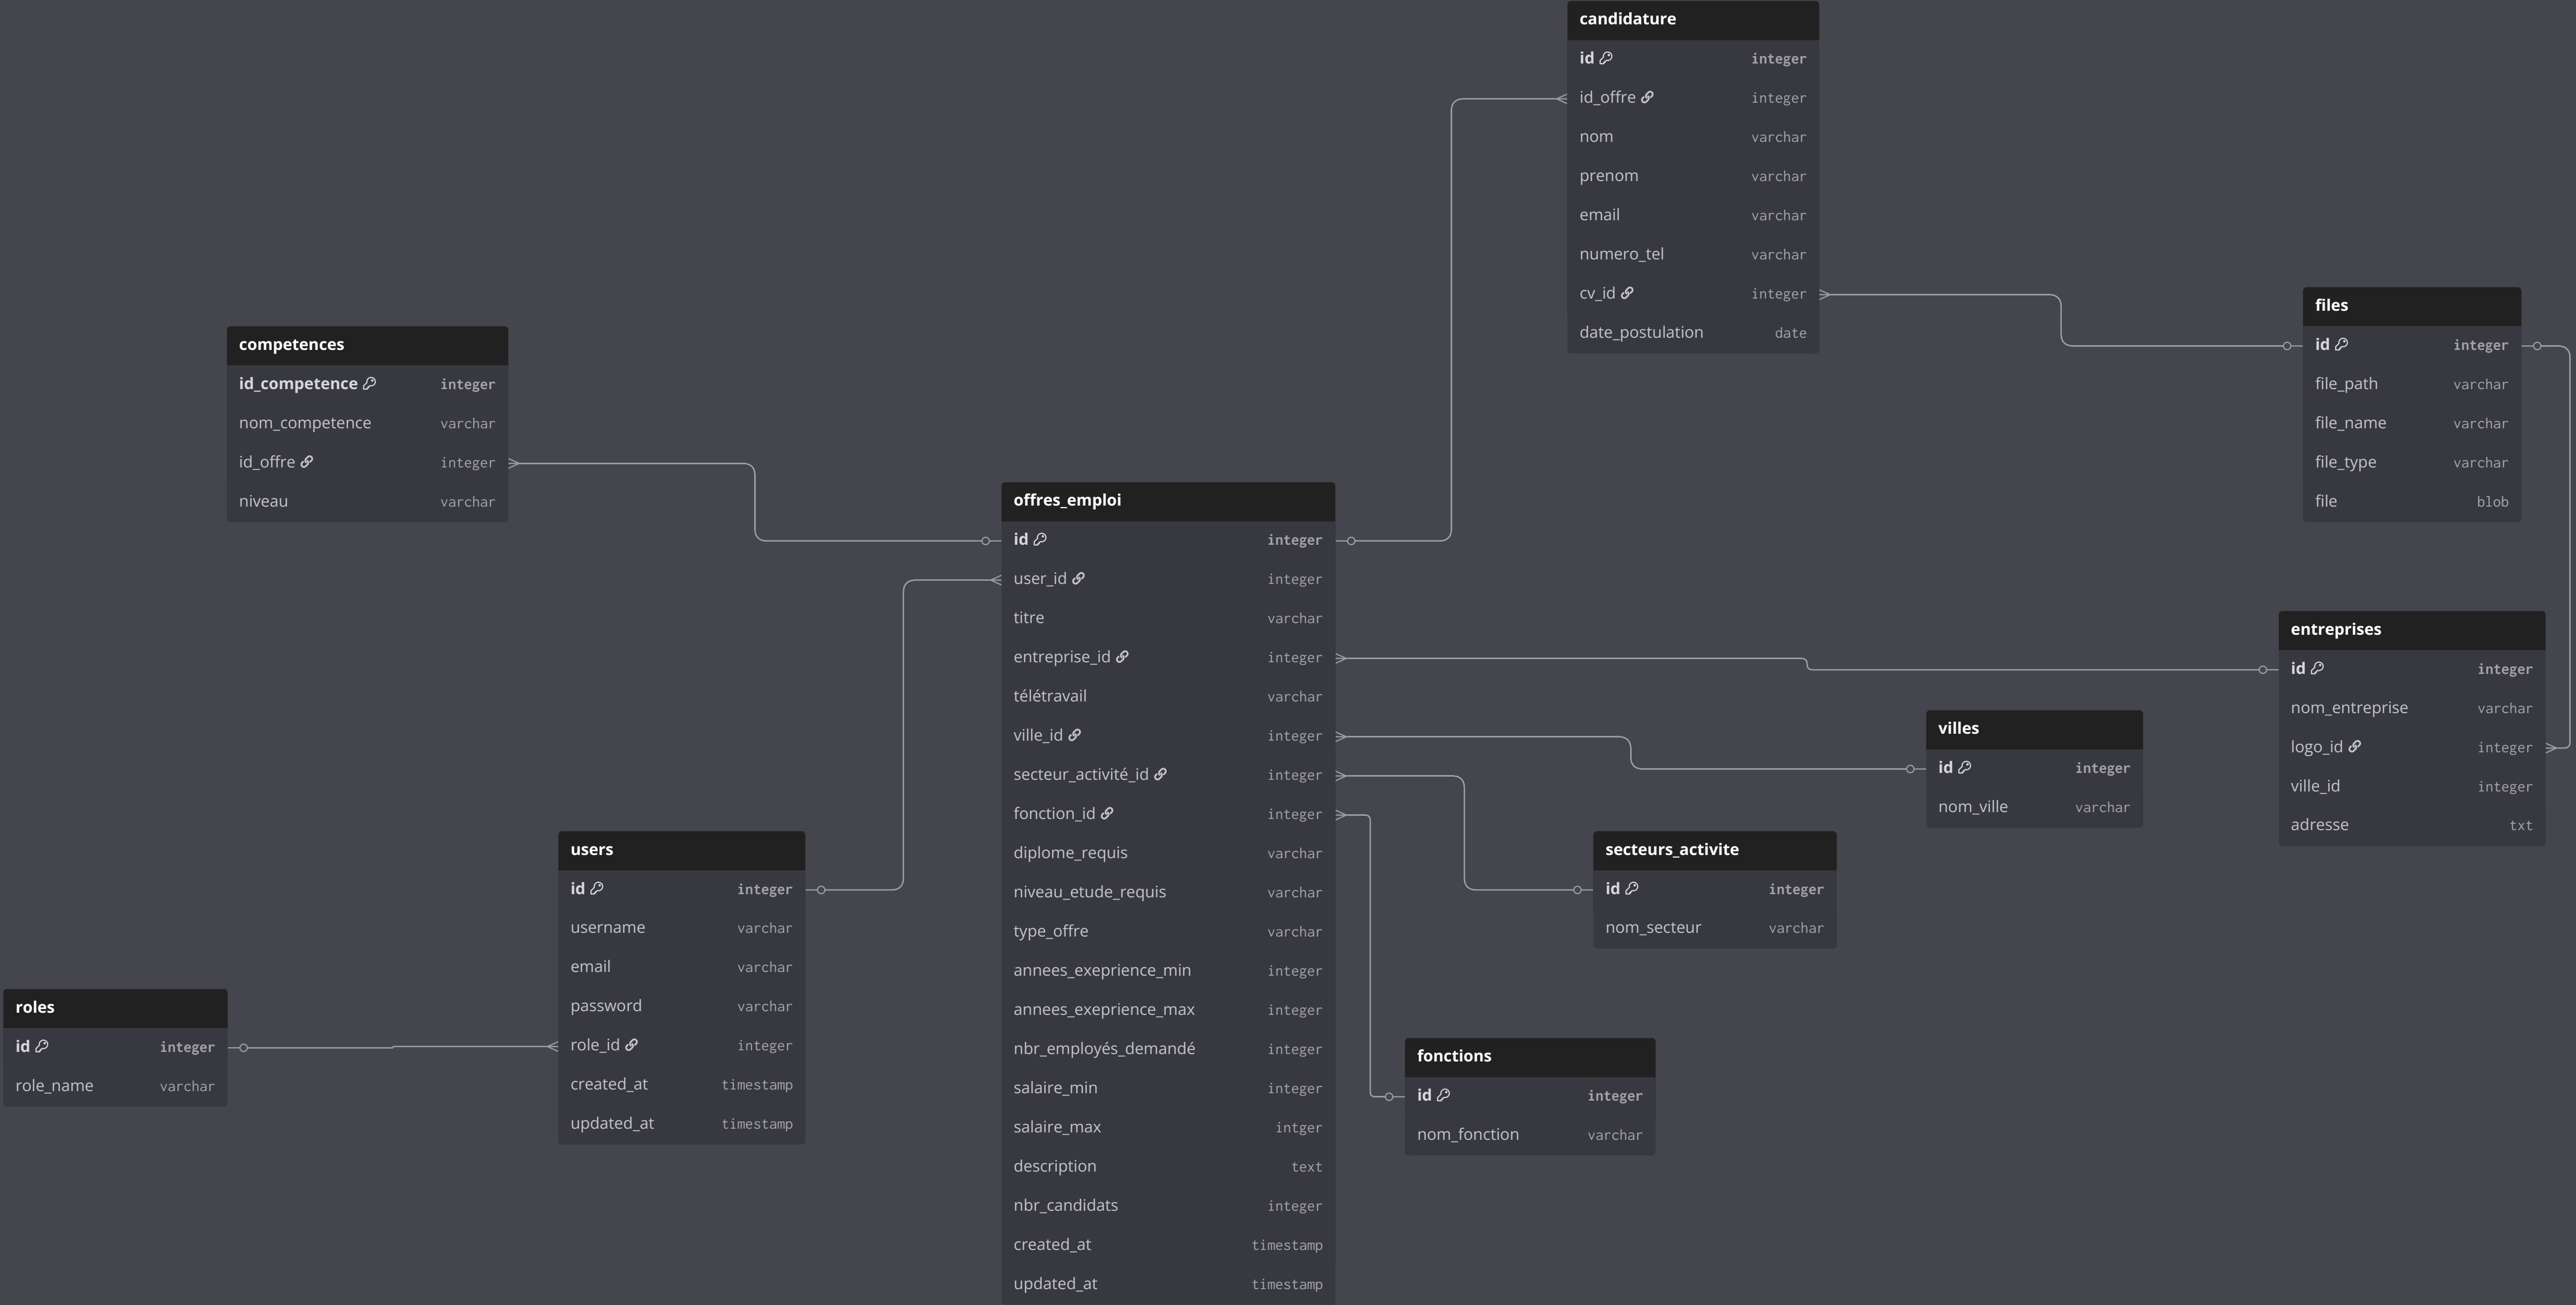 candidature
id integer
id_offre integer
nom varchar
prenom varchar
email varchar
numero_tel varchar
cv_id integer
date_postulation date
files
id integer
file_path varchar
file_name varchar
file_type varchar
file blob
competences
id_competence integer
nom_competence varchar
id_offre integer
niveau varchar
offres_emploi
id integer
user_id integer
titre varchar
entreprise_id integer
télétravail varchar
ville_id integer
secteur_activité_id integer
fonction_id integer
diplome_requis varchar
niveau_etude_requis varchar
type_offre varchar
annees_exeprience_min integer
annees_exeprience_max integer
nbr_employés_demandé integer
salaire_min integer
salaire_max intger
description text
nbr_candidats integer
created_at timestamp
updated_at timestamp
entreprises
id integer
nom_entreprise varchar
logo_id integer
ville_id integer
adresse txt
villes
id integer
nom_ville varchar
secteurs_activite
id integer
nom_secteur varchar
users
id integer
username varchar
email varchar
password varchar
role_id integer
created_at timestamp
updated_at timestamp
roles
id integer
role_name varchar
fonctions
id integer
nom_fonction varchar